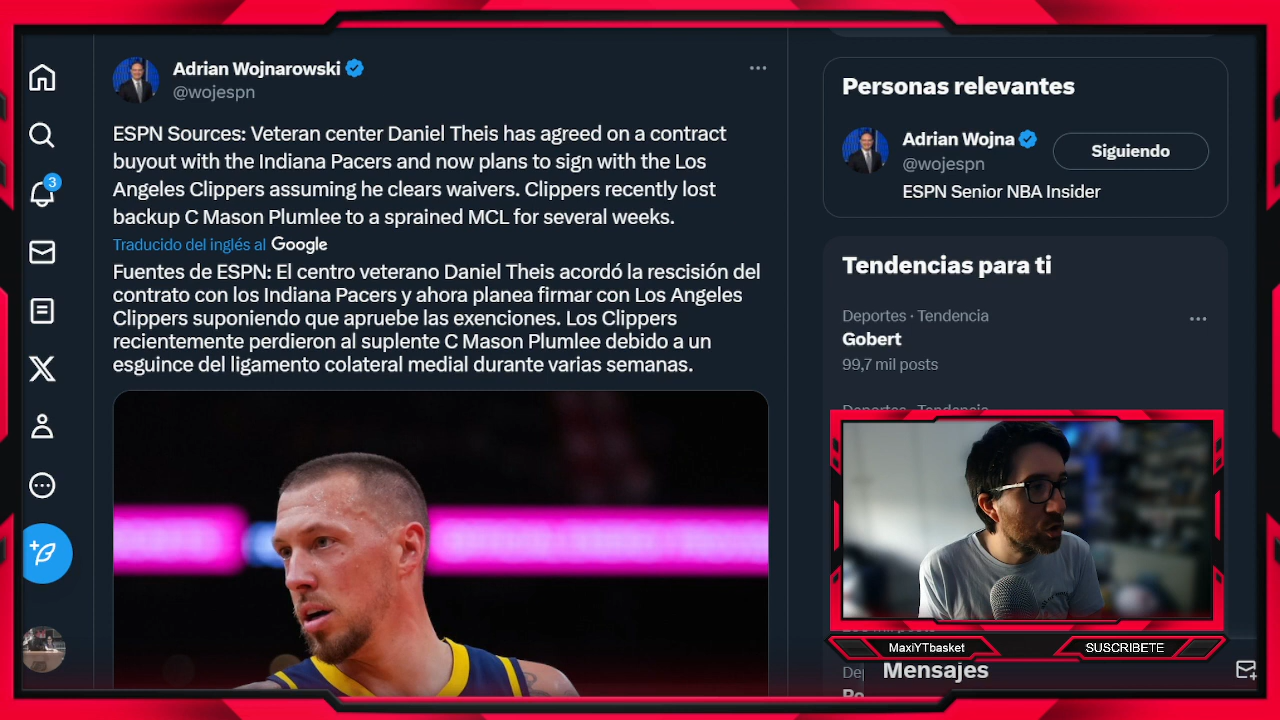 Adrian Wojnarowski
@wojespn
ESPN Sources: Veteran center Daniel Theis has agreed on a contract
buyout with the Indiana Pacers and now plans to sign with the Los
Angeles Clippers assuming he clears waivers. Clippers recently lost
backup C Mason Plumlee to a sprained MCL for several weeks.
Traducido del inglés al Google
Fuentes de ESPN: El centro veterano Daniel Theis acordó la rescisión del
contrato con los Indiana Pacers y ahora planea firmar con Los Angeles
Clippers suponiendo que apruebe las exenciones. Los Clippers
recientemente perdieron al suplente C Mason Plumlee debido a un
esguince del ligamento colateral medial durante varias semanas.
3
Personas relevantes
Adrian Wojna
@wojespn
Siguiendo
ESPN Senior NBA Insider
Tendencias para ti
Deportes · Tendencia
Gobert
99,7 mil posts
Deportes · Tendencia
MaxiYTbasket
SUSCRIBETE
Mensajes